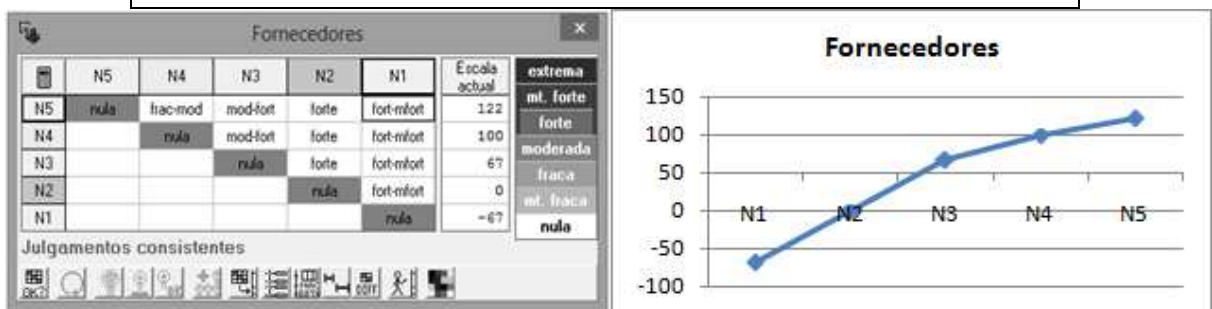 Fornecedores
N5 N4 N3 N2 N1 Escala actual
N5 nula frac-mod mod-fort forte fort-mfort 122
N4 nula mod-fort forte fort-mfort 100
N3 nula forte fort-mfort 67
N2 nula fort-mfort 0
N1 nula -67
extrema
mt. forte
forte
moderada
fraca
mt. fraca
nula
Julgamentos consistentes
OK?
Fornecedores
150
100
50
0
-50
-100
N1 N2 N3 N4 N5